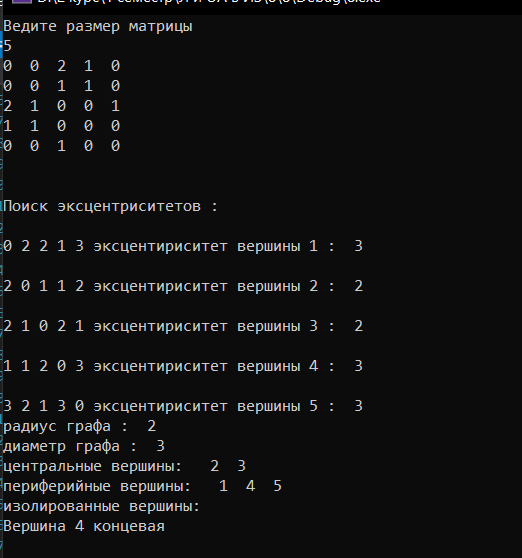 Ведите размер матрицы
5
0 0 2 1 0
0 0 1 1 0
2 1 0 0 1
1 1 0 0 0
0 0 1 0 0
Поиск эксцентриситетов :
0 2 2 1 3 эксцентириситет вершины 1 : 3
2 0 1 1 2 эксцентириситет вершины 2 : 2
2 1 0 2 1 эксцентириситет вершины 3 : 2
1 1 2 0 3 эксцентириситет вершины 4 : 3
3 2 1 3 0 эксцентириситет вершины 5 : 3
радиус графа : 2
диаметр графа : 3
центральные вершины: 2 3
периферийные вершины: 1 4 5
изолированные вершины:
Вершина 4 концевая